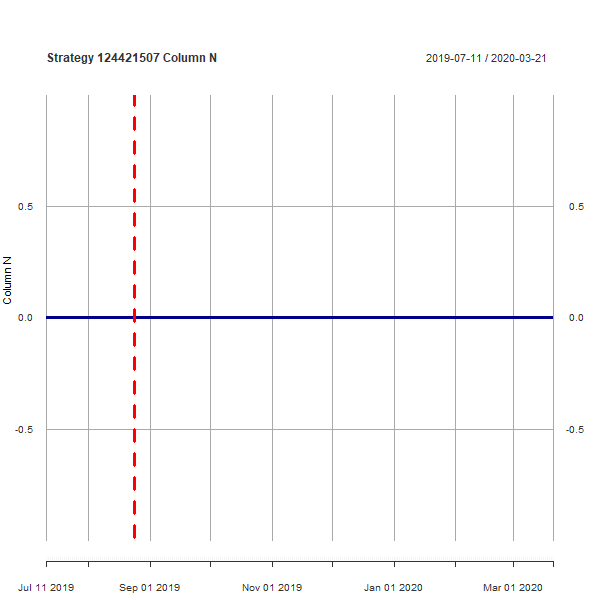 Strategy 124421507 Column N
2019-07-11 / 2020-03-21
0.5
0.5
Column N
0.0
0.0
-0.5
-0.5
Jul 11 2019
Sep 01 2019
Nov 01 2019
Jan 01 2020
Mar 01 2020